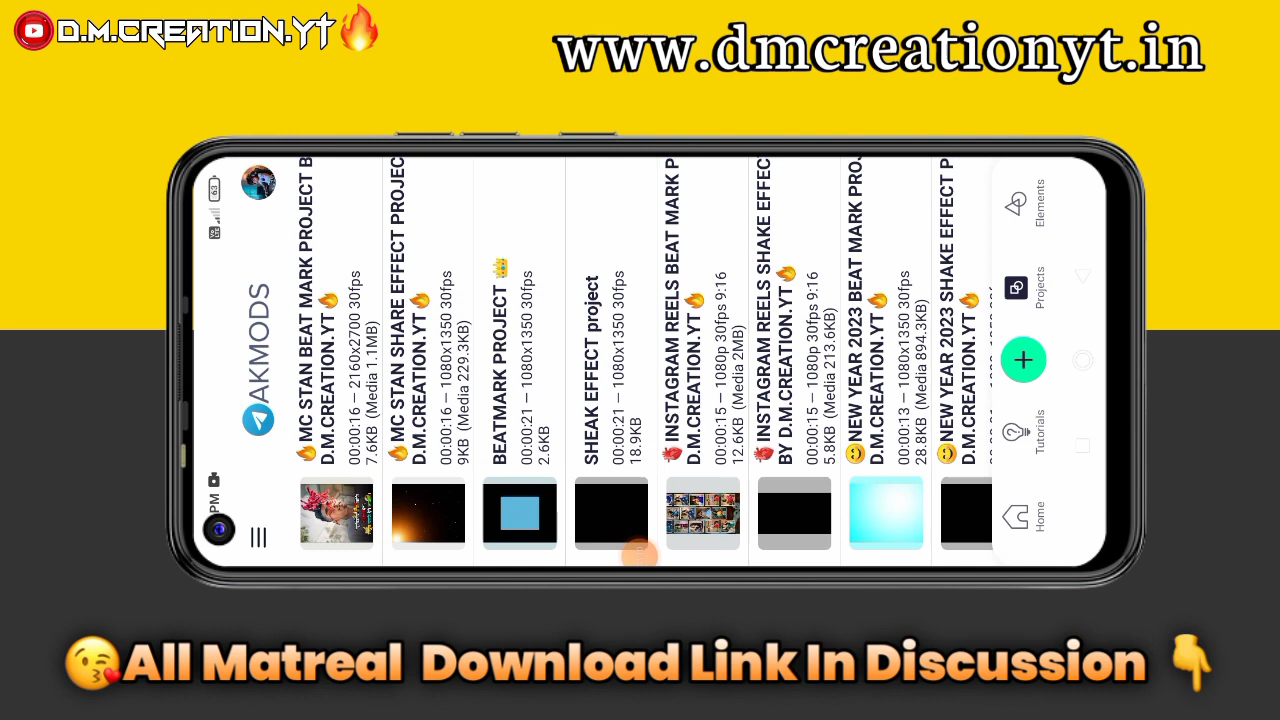 D.M.CREATION.YT🔥
www.dmcreationyt.in
PM
63
AKMODS
🔥MC STAN BEAT MARK PROJECT B
D.M.CREATION.YT 🔥
00:00:16 — 2160x2700 30fps
7.6KB (Media 1.1MB)
🔥MC STAN SHARE EFFECT PROJEC
D.M.CREATION.YT 🔥
00:00:16 — 1080x1350 30fps
9KB (Media 229.3KB)
BEATMARK PROJECT 👑
00:00:21 — 1080x1350 30fps
2.6KB
SHEAK EFFECT project
00:00:21 — 1080x1350 30fps
18.9KB
🫀INSTAGRAM REELS BEAT MARK P
D.M.CREATION.YT 🔥
00:00:15 — 1080p 30fps 9:16
12.6KB (Media 2MB)
🫀INSTAGRAM REELS SHAKE EFFEC
BY D.M.CREATION.YT 🔥
00:00:15 — 1080p 30fps 9:16
5.8KB (Media 213.6KB)
😊NEW YEAR 2023 BEAT MARK PROJ
D.M.CREATION.YT 🔥
00:00:13 — 1080x1350 30fps
28.8KB (Media 894.3KB)
😊NEW YEAR 2023 SHAKE EFFECT P
D.M.CREATION.YT 🔥
Home
Tutorials
Projects
Elements
😘All Matreal Download Link In Discussion 👇